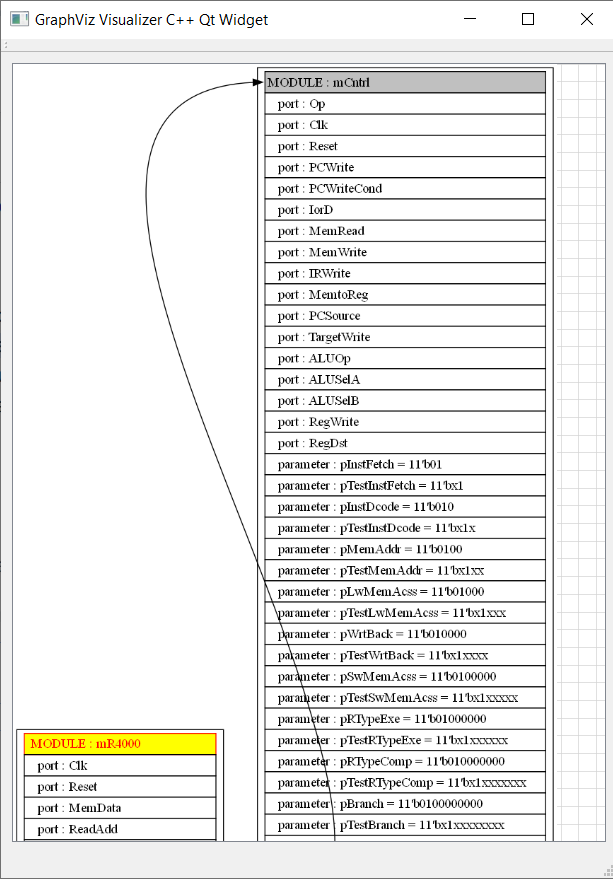 GraphViz Visualizer C++ Qt Widget
MODULE : mCntrl
port : Op
port : Clk
port : Reset
port : PCWrite
port : PCWriteCond
port : IorD
port : MemRead
port : MemWrite
port : IRWrite
port : MemtoReg
port : PCSource
port : TargetWrite
port : ALUOp
port : ALUSelA
port : ALUSelB
port : RegWrite
port : RegDst
parameter : pInstFetch = 11'b01
parameter : pTestInstFetch = 11'bx1
parameter : pInstDcode = 11'b010
parameter : pTestInstDcode = 11'bx1x
parameter : pMemAddr = 11'b0100
parameter : pTestMemAddr = 11'bx1xx
parameter : pLwMemAcss = 11'b01000
parameter : pTestLwMemAcss = 11'bx1xxx
parameter : pWrtBack = 11'b010000
parameter : pTestWrtBack = 11'bx1xxxx
parameter : pSwMemAcss = 11'b0100000
parameter : pTestSwMemAcss = 11'bx1xxxxx
parameter : pRTypeExe = 11'b01000000
parameter : pTestRTypeExe = 11'bx1xxxxxx
parameter : pRTypeComp = 11'b010000000
parameter : pTestRTypeComp = 11'bx1xxxxxxx
parameter : pBranch = 11'b0100000000
parameter : pTestBranch = 11'bx1xxxxxxxx
MODULE : mR4000
port : Clk
port : Reset
port : MemData
port : ReadAdd